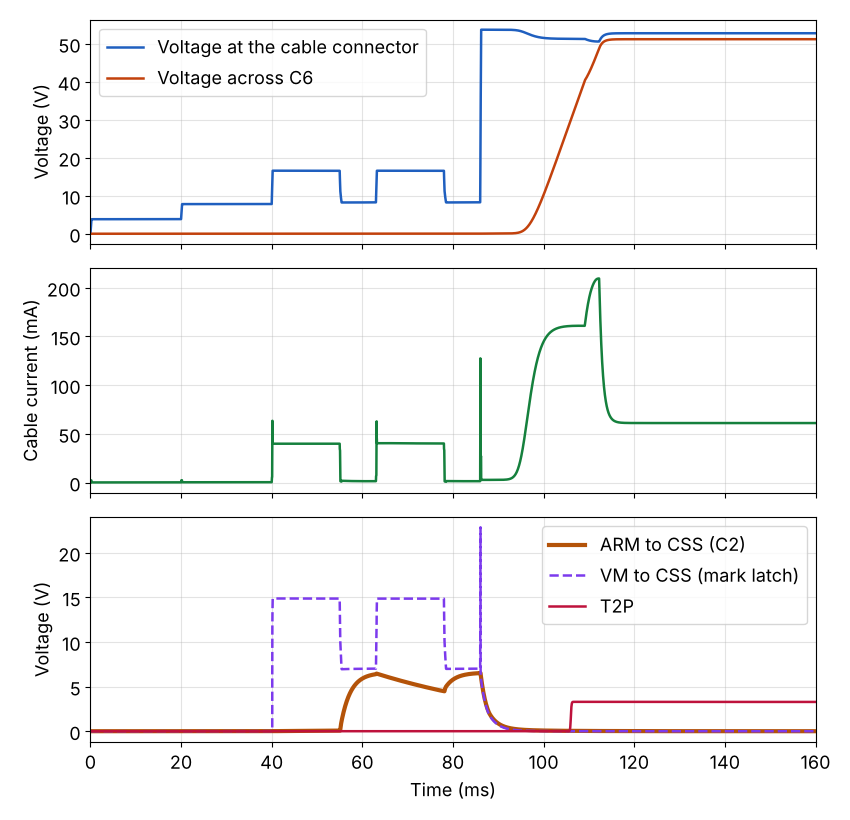 Voltage (V)
50
40
30
20
10
0
Voltage at the cable connector
Voltage across C6
Cable current (mA)
200
150
100
50
0
Voltage (V)
20
15
10
5
0
ARM to CSS (C2)
VM to CSS (mark latch)
T2P
0 20 40 60 80 100 120 140 160
Time (ms)